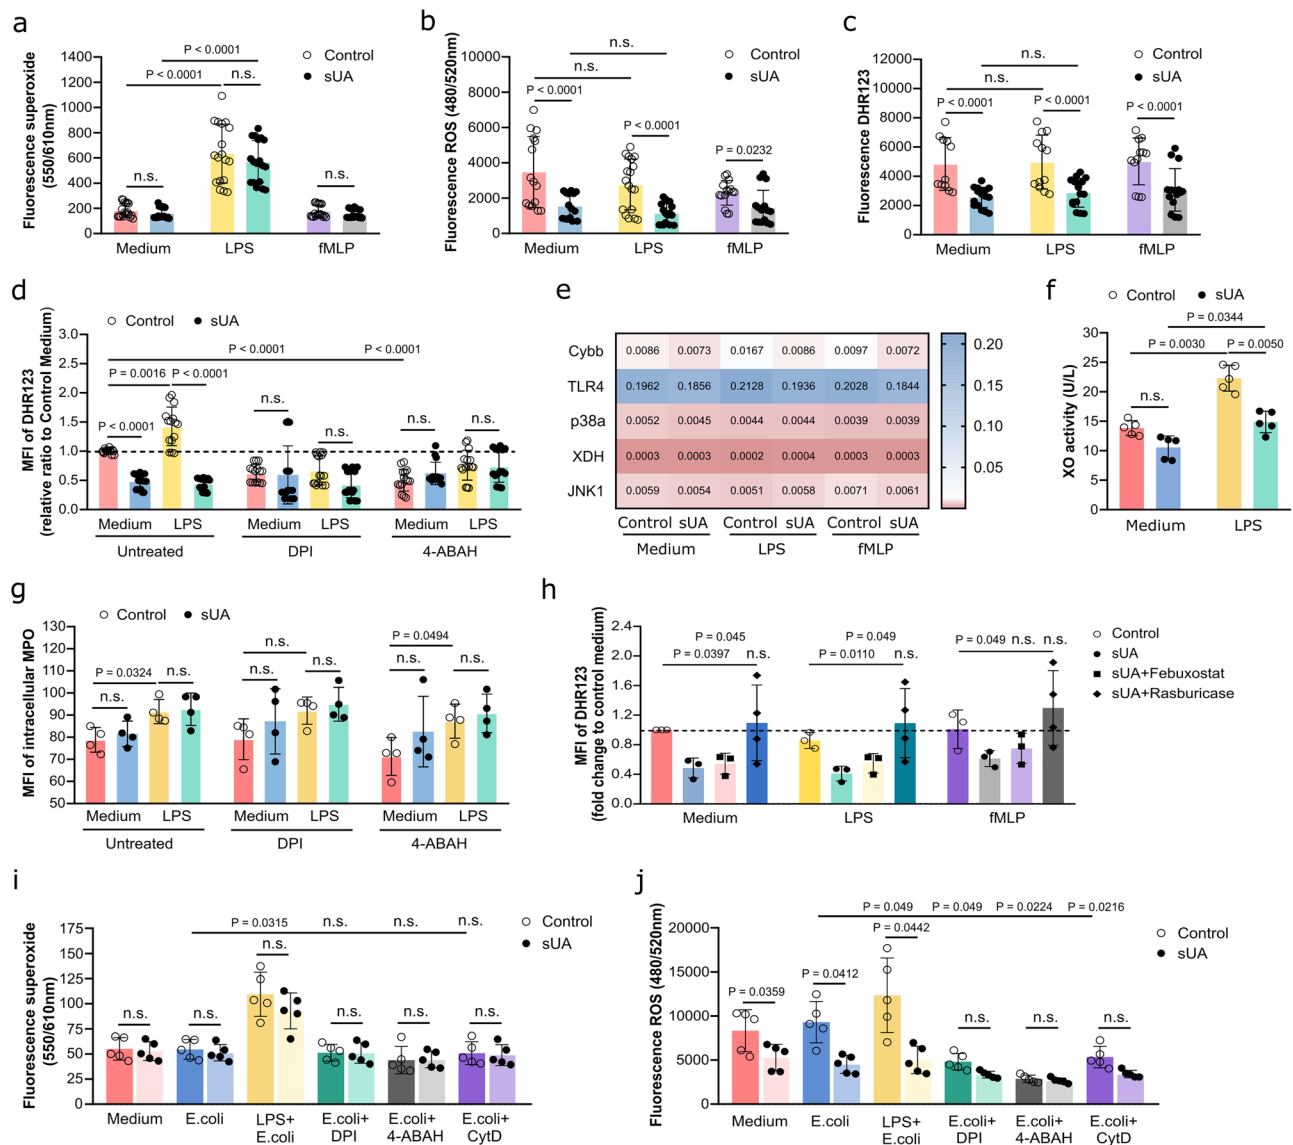 a
P < 0.0001
P < 0.0001
n.s.
n.s.
n.s.
Control
sUA
Fluorescence superoxide
(550/610nm)
1400
1200
1000
800
600
400
200
0
Medium
LPS
fMLP
b
n.s.
n.s.
P < 0.0001
P < 0.0001
P = 0.0232
Control
sUA
Fluorescence ROS (480/520nm)
10000
8000
6000
4000
2000
0
Medium
LPS
fMLP
c
n.s.
n.s.
P < 0.0001
P < 0.0001
P < 0.0001
Control
sUA
Fluorescence DHR123
12000
10000
8000
6000
4000
2000
0
Medium
LPS
fMLP
d
Control
sUA
MFI of DHR123
(relative ratio to Control Medium)
3.0
2.5
2.0
1.5
1.0
0.5
0.0
P < 0.0001
P < 0.0001
P = 0.0016
P < 0.0001
P < 0.0001
n.s.
n.s.
n.s.
n.s.
Medium
LPS
Medium
LPS
Medium
LPS
Untreated
DPI
4-ABAH
e
Cybb 0.0086 0.0073 0.0167 0.0086 0.0097 0.0072
TLR4 0.1962 0.1856 0.2128 0.1936 0.2028 0.1844
p38a 0.0052 0.0045 0.0044 0.0044 0.0039 0.0039
XDH 0.0003 0.0003 0.0002 0.0004 0.0003 0.0003
JNK1 0.0059 0.0054 0.0051 0.0058 0.0071 0.0061
Control sUA Control sUA Control sUA
Medium LPS fMLP
0.20
0.15
0.10
0.05
f
Control
sUA
P = 0.0344
P = 0.0030
P = 0.0050
n.s.
XO activity (U/L)
30
25
20
15
10
5
0
Medium
LPS
g
Control
sUA
MFI of intracellular MPO
130
120
110
100
90
80
70
60
50
P = 0.0324
n.s.
n.s.
n.s.
n.s.
n.s.
P = 0.0494
n.s.
n.s.
Medium
LPS
Medium
LPS
Medium
LPS
Untreated
DPI
4-ABAH
h
MFI of DHR123
(fold change to control medium)
2.4
2.0
1.6
1.2
0.8
0.4
0.0
P = 0.045
P = 0.0397
n.s.
P = 0.049
P = 0.0110
n.s.
P = 0.049
n.s.
n.s.
Control
sUA
sUA+Febuxostat
sUA+Rasburicase
Medium
LPS
fMLP
i
Fluorescence superoxide
(550/610nm)
175
150
125
100
75
50
25
0
P = 0.0315
n.s.
n.s.
n.s.
n.s.
n.s.
n.s.
n.s.
n.s.
n.s.
Control
sUA
Medium
E.coli
LPS+
E.coli
E.coli+
DPI
E.coli+
4-ABAH
E.coli+
CytD
j
Fluorescence ROS (480/520nm)
20000
15000
10000
5000
0
P = 0.049
P = 0.049
P = 0.0224
P = 0.0216
P = 0.0442
P = 0.0412
P = 0.0359
n.s.
n.s.
n.s.
Control
sUA
Medium
E.coli
LPS+
E.coli
E.coli+
DPI
E.coli+
4-ABAH
E.coli+
CytD